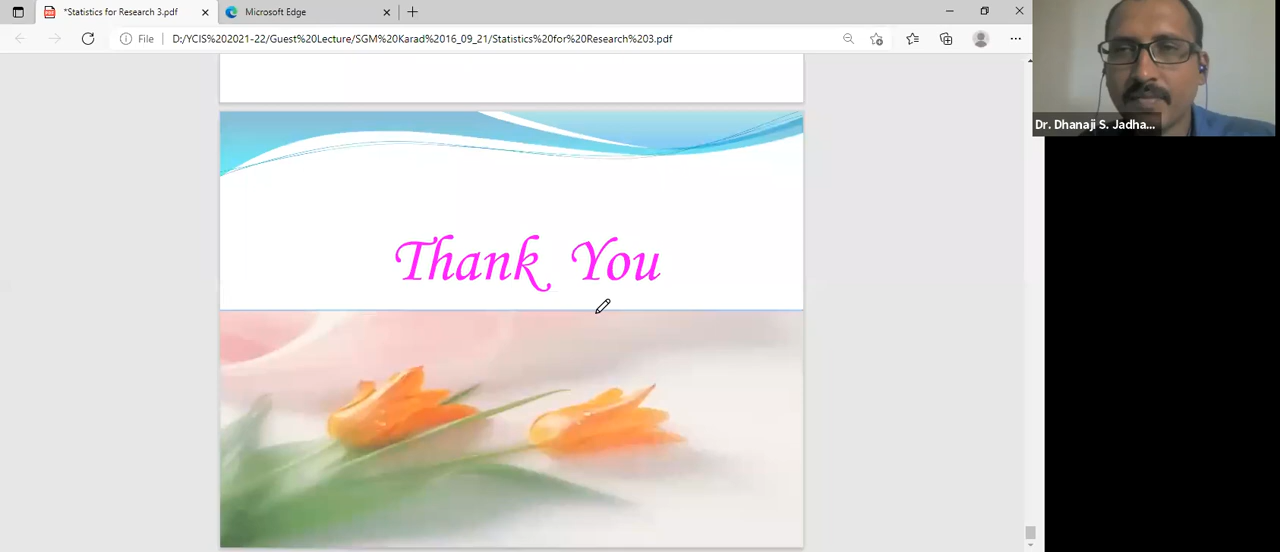 *Statistics for Research 3.pdf
Microsoft Edge
File
D:/YCIS%202021-22/Guest%20Lecture/SGM%20Karad%2016_09_21/Statistics%20for%20Research%203.pdf
Dr. Dhanaji S. Jadha...
Thank You